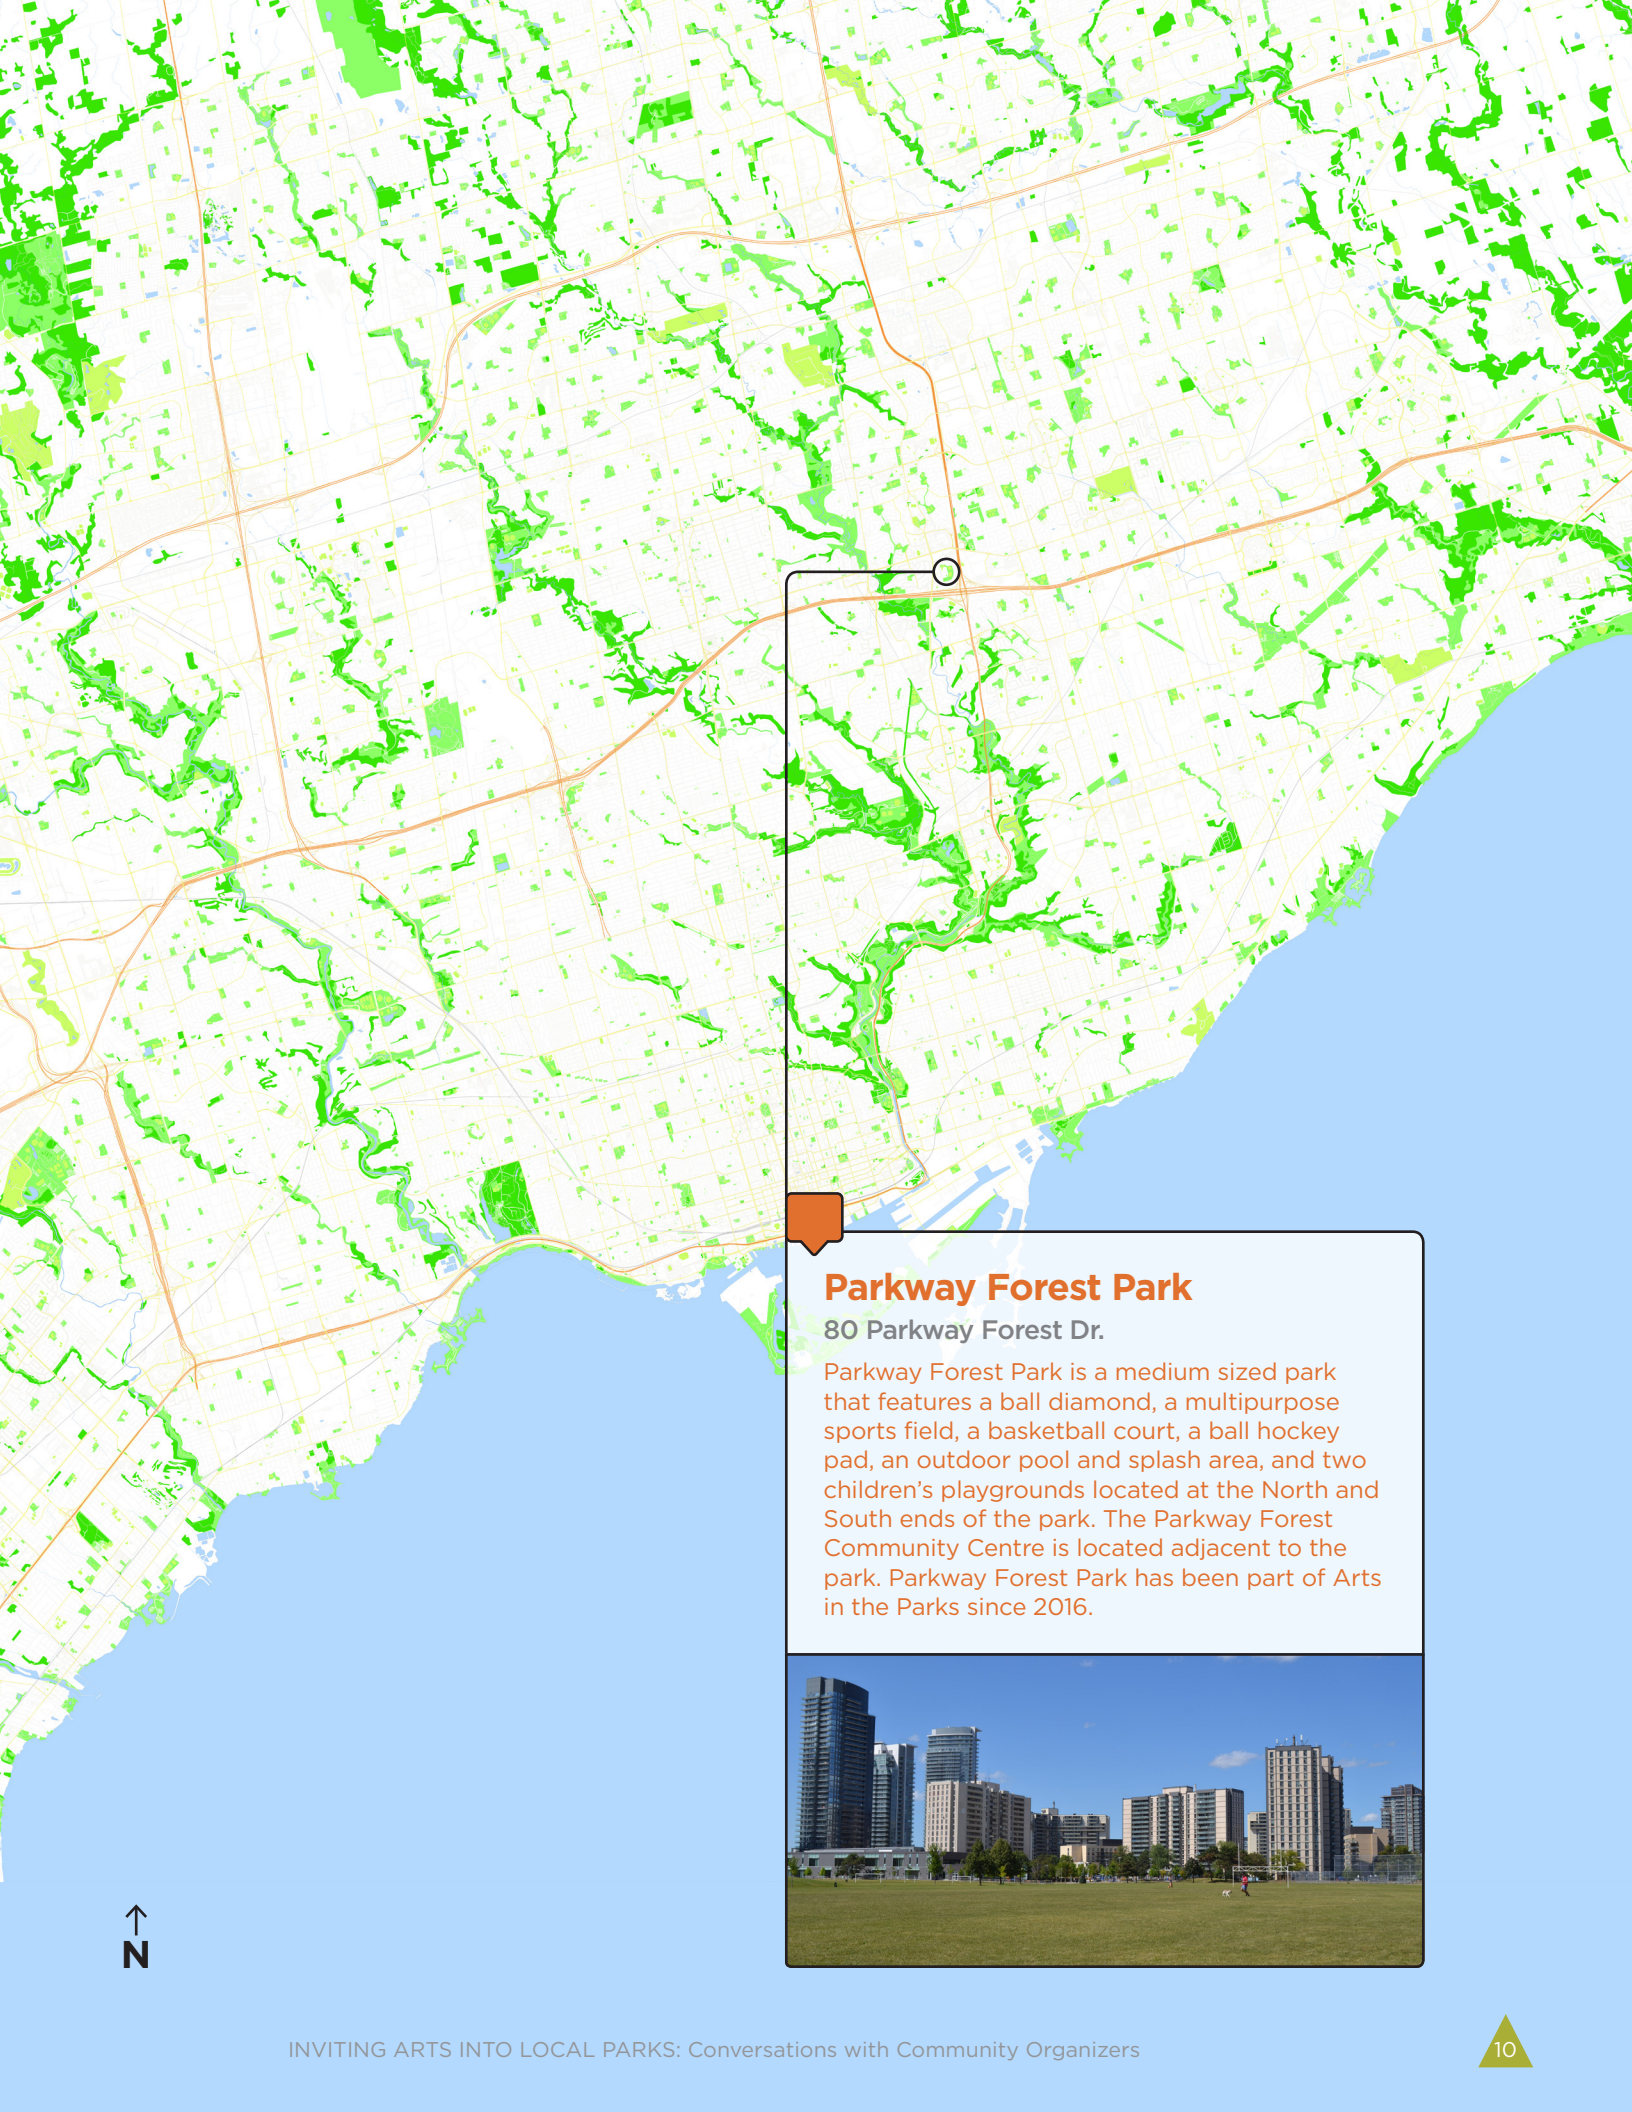 Parkway Forest Park
80 Parkway Forest Dr.
Parkway Forest Park is a medium sized park
that features a ball diamond, a multipurpose
sports field, a basketball court, a ball hockey
pad, an outdoor pool and splash area, and two
children’s playgrounds located at the North and
South ends of the park. The Parkway Forest
Community Centre is located adjacent to the
park. Parkway Forest Park has been part of Arts
in the Parks since 2016.
N
INVITING ARTS INTO LOCAL PARKS: Conversations with Community Organizers
10